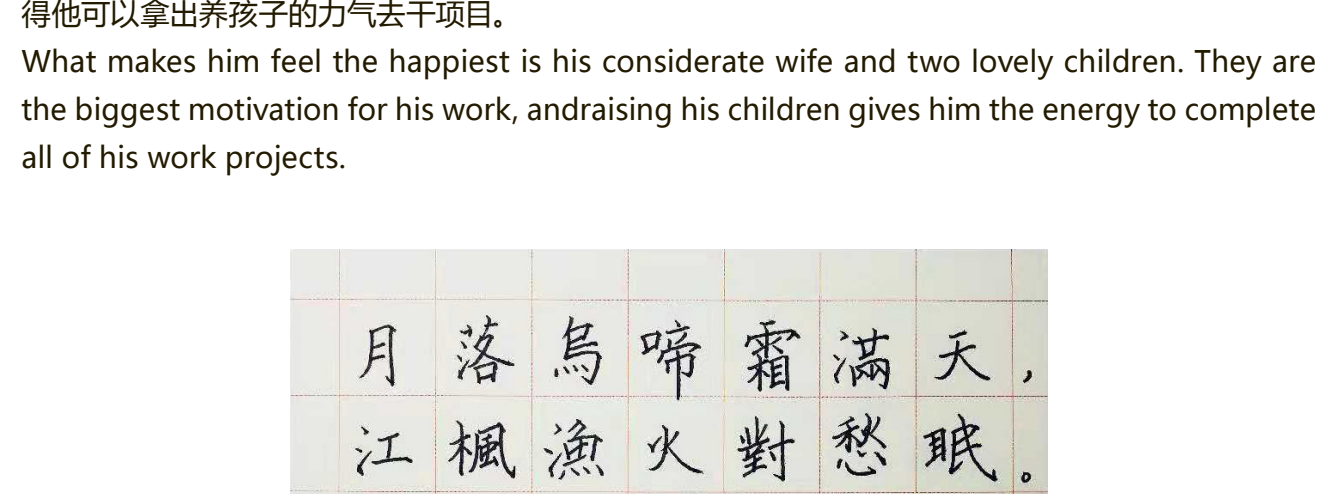 得他可以拿出养孩子的力气去干项目。
What makes him feel the happiest is his considerate wife and two lovely children. They are
the biggest motivation for his work, andraising his children gives him the energy to complete
all of his work projects.
月落烏啼霜滿天，
江楓漁火對愁眠。